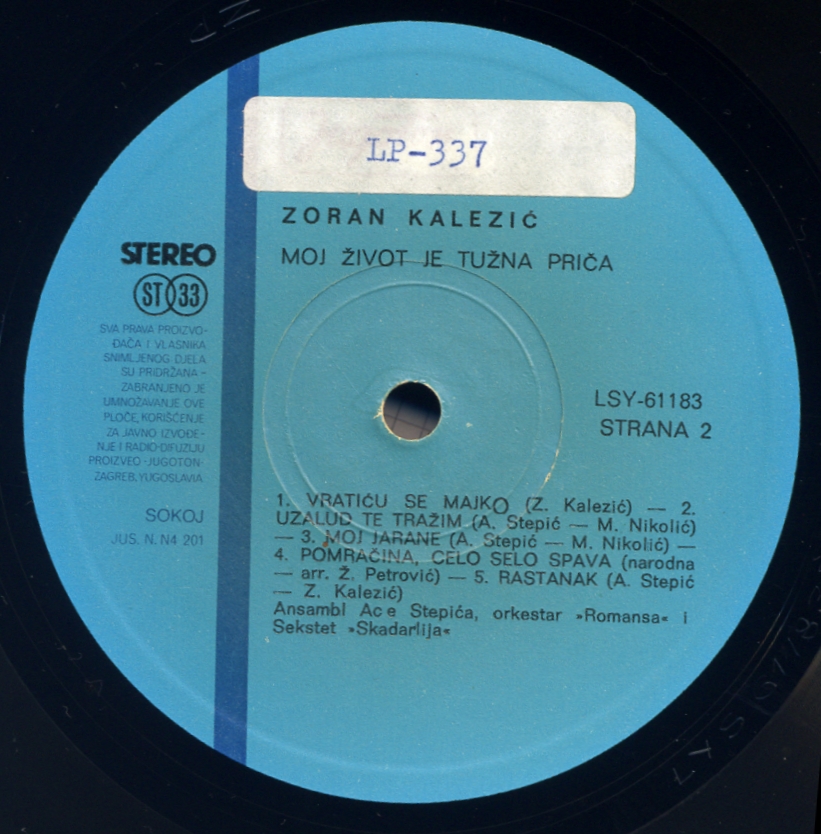 LP-337
ZORAN KALEZIĆ
MOJ ŽIVOT JE TUŽNA PRIČA
STEREO
ST 33
SVA PRAVA PROIZVO-
ĐAČA I VLASNIKA
SNIMLJENOG DJELA
SU PRIDRŽANA -
ZABRANJENO JE
UMNOŽAVANJE OVE
PLOČE, KORIŠĆENJE
ZA JAVNO IZVOĐE-
NJE I RADIO-DIFUZIJU
PROIZVEO ·JUGOTON·
ZAGREB, YUGOSLAVIA
SOKOJ
JUS. N. N4 201
LSY-61183
STRANA 2
1. VRATIĆU SE MAJKO (Z. Kalezić) — 2.
UZALUD TE TRAŽIM (A. Stepić — M. Nikolić)
— 3. MOJ JARANE (A. Stepić — M. Nikolić) —
4. POMRAČINA, CELO SELO SPAVA (narodna
— arr. Ž. Petrović) — 5. RASTANAK (A. Stepić
— Z. Kalezić)
Ansambl Ace Stepića, orkestar »Romansa« i
Sekstet »Skadarlija«